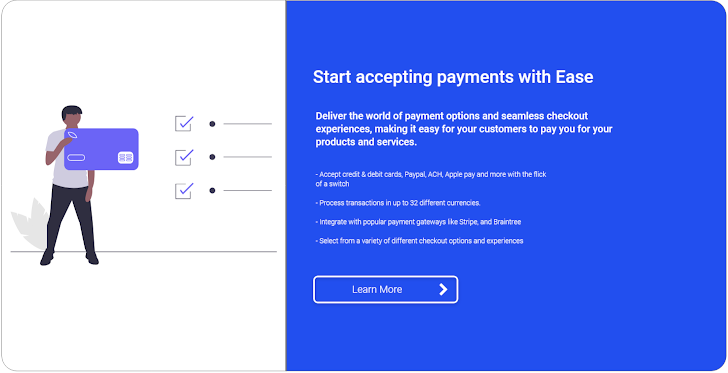 Start accepting payments with Ease
Deliver the world of payment options and seamless checkout
experiences, making it easy for your customers to pay you for your
products and services.
- Accept credit & debit cards, Paypal, ACH, Apple pay and more with the flick
of a switch
- Process transactions in up to 32 different currencies.
- Integrate with popular payment gateways like Stripe, and Braintree
- Select from a variety of different checkout options and experiences
Learn More